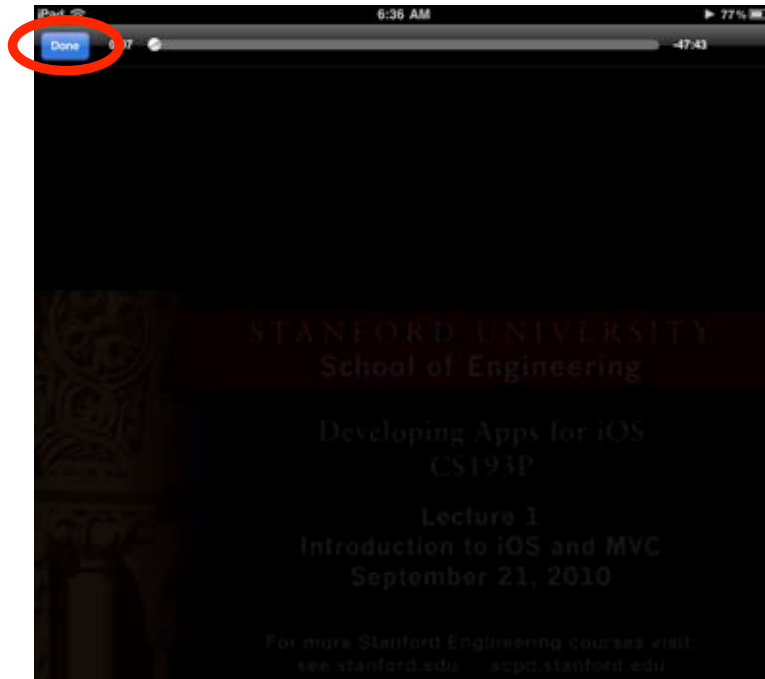 iPad 6:36 AM 77%
Done 0:07 -47:43
STANFORD UNIVERSITY
School of Engineering
Developing Apps for iOS
CS193P
Lecture 1
Introduction to iOS and MVC
September 21, 2010
For more Stanford Engineering courses visit:
see.stanford.edu scpd.stanford.edu